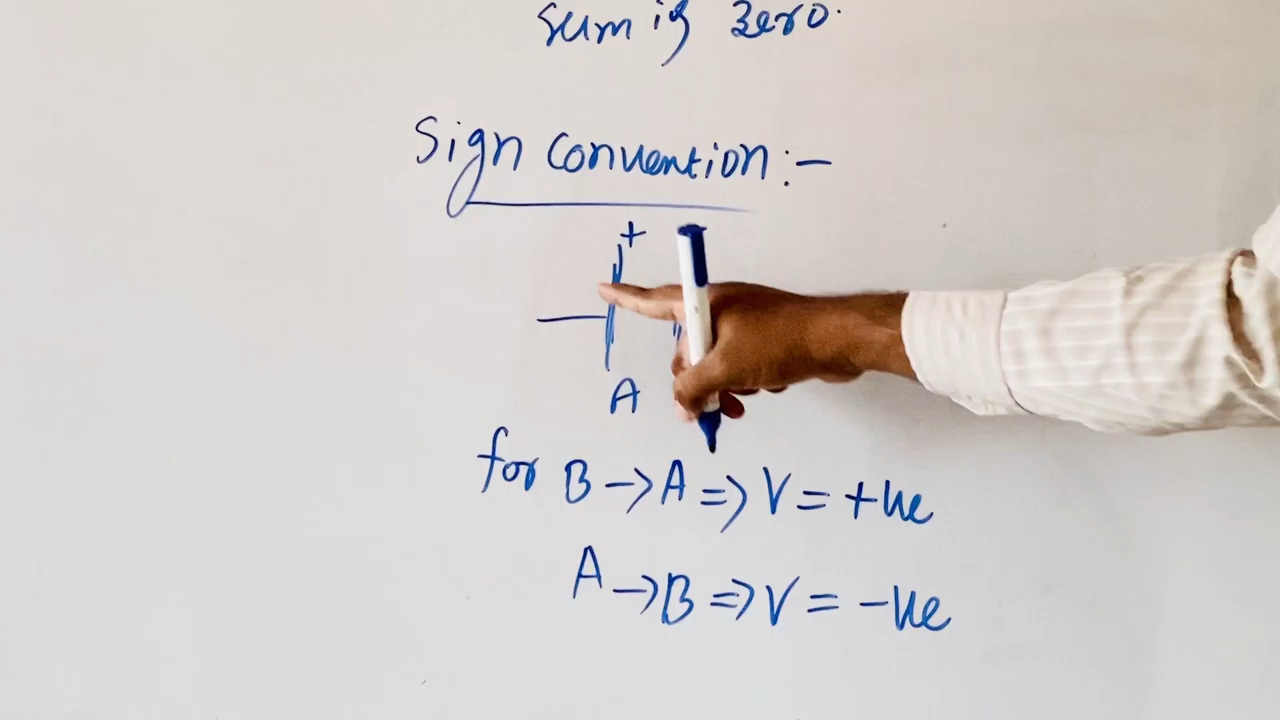 sum is zero.
Sign convention:-
+
A
for B → A => V = +ve
A → B => V = -ve